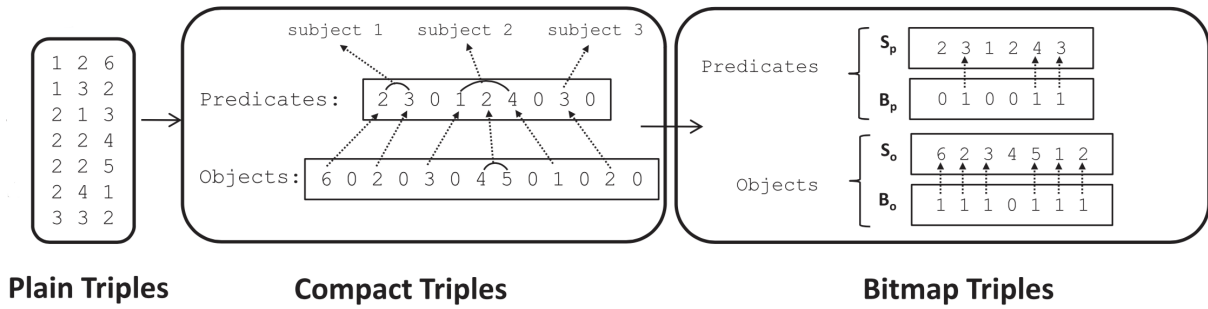 1 2 6
1 3 2
2 1 3
2 2 4
2 2 5
2 4 1
3 3 2
subject 1 subject 2 subject 3
Predicates: 2 3 0 1 2 4 0 3 0
Objects: 6 0 2 0 3 0 4 5 0 1 0 2 0
Predicates
Sp 2 3 1 2 4 3
Bp 0 1 0 0 1 1
Objects
So 6 2 3 4 5 1 2
Bo 1 1 1 0 1 1 1
Plain Triples
Compact Triples
Bitmap Triples